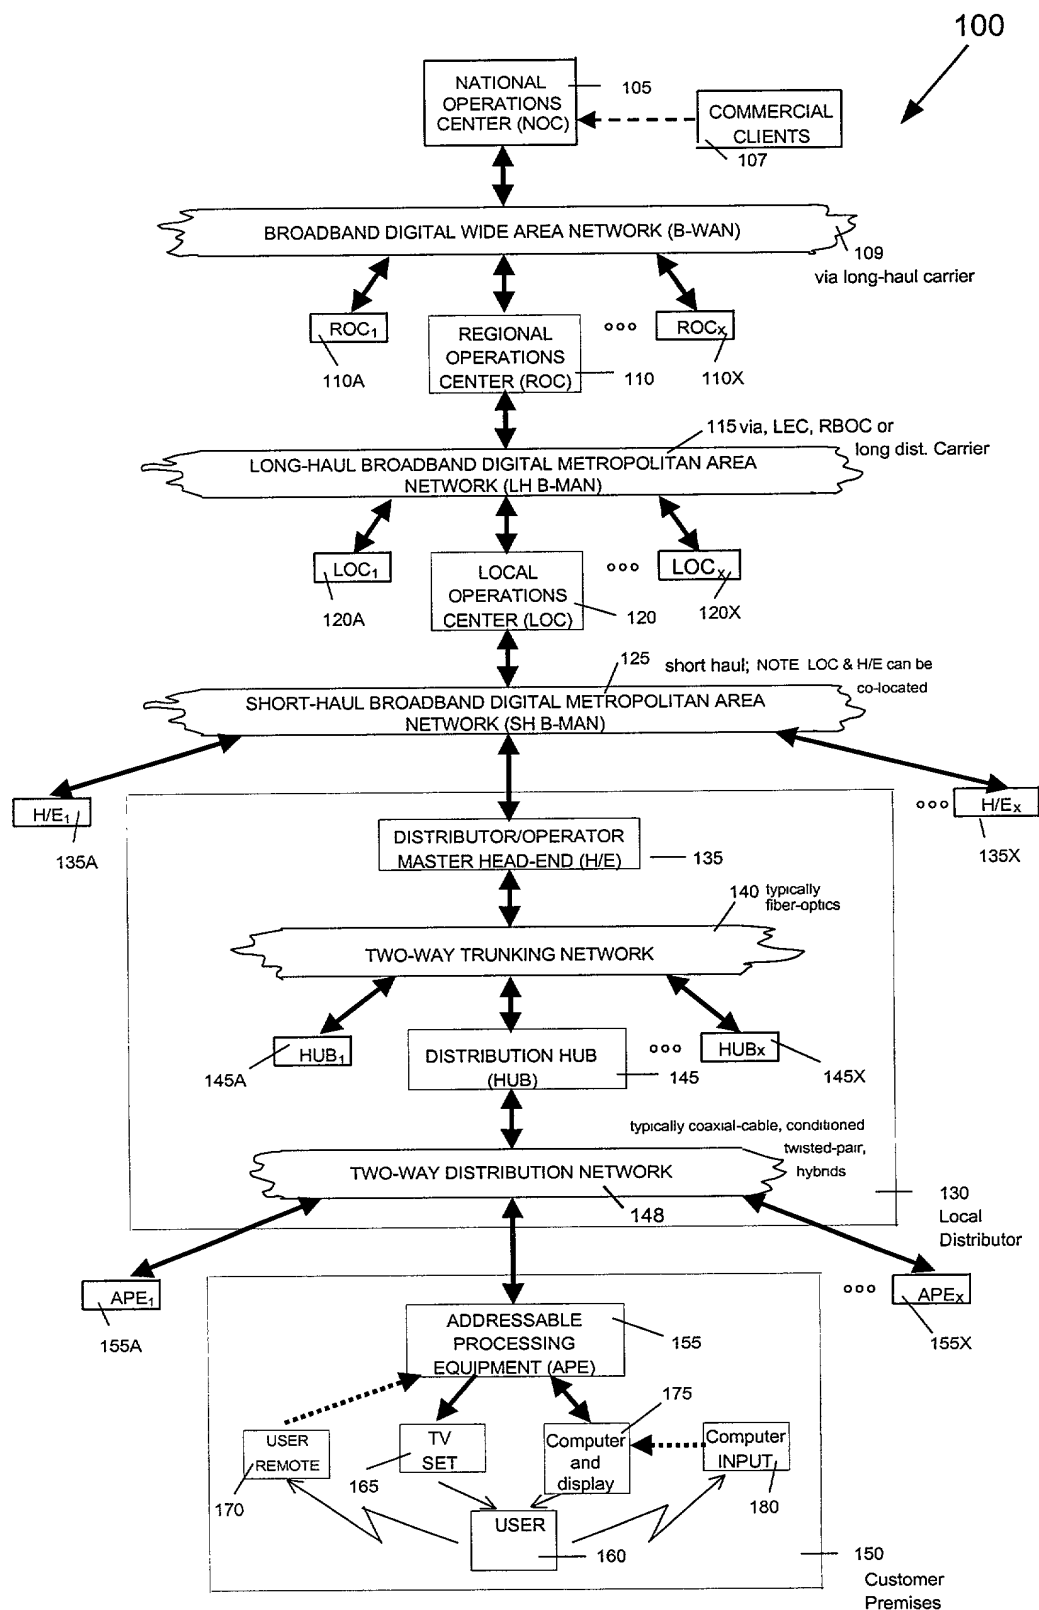 100
NATIONAL
OPERATIONS
CENTER (NOC)
105
COMMERCIAL
CLIENTS
107
BROADBAND DIGITAL WIDE AREA NETWORK (B-WAN)
109
via long-haul carrier
ROC1
110A
REGIONAL
OPERATIONS
CENTER (ROC)
110
ooo
ROCX
110X
115 via, LEC, RBOC or
long dist. Carrier
LONG-HAUL BROADBAND DIGITAL METROPOLITAN AREA
NETWORK (LH B-MAN)
LOC1
120A
LOCAL
OPERATIONS
CENTER (LOC)
120
ooo
LOCX
120X
125 short haul; NOTE LOC & H/E can be
co-located
SHORT-HAUL BROADBAND DIGITAL METROPOLITAN AREA
NETWORK (SH B-MAN)
H/E1
135A
ooo
H/EX
135X
DISTRIBUTOR/OPERATOR
MASTER HEAD-END (H/E)
135
140 typically
fiber-optics
TWO-WAY TRUNKING NETWORK
HUB1
145A
DISTRIBUTION HUB
(HUB)
145
ooo
HUBX
145X
typically coaxial-cable, conditioned
twisted-pair,
hybrids
TWO-WAY DISTRIBUTION NETWORK
148
130
Local
Distributor
APE1
155A
ooo
APEX
155X
ADDRESSABLE
PROCESSING
EQUIPMENT (APE)
155
USER
REMOTE
170
TV
SET
165
Computer
and
display
175
Computer
INPUT
180
USER
160
150
Customer
Premises